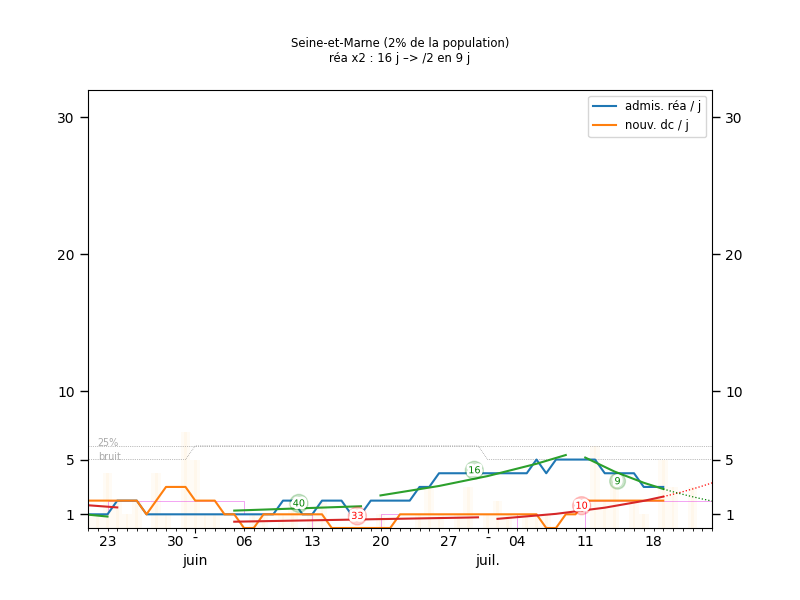 Seine-et-Marne (2% de la population)
réa x2 : 16 j –> /2 en 9 j
admis. réa / j
nouv. dc / j
30
30
20
20
10
10
25%
bruit
5
5
1
1
40
33
16
10
9
23 30 - 06 13 20 27 - 04 11 18
juin juil.